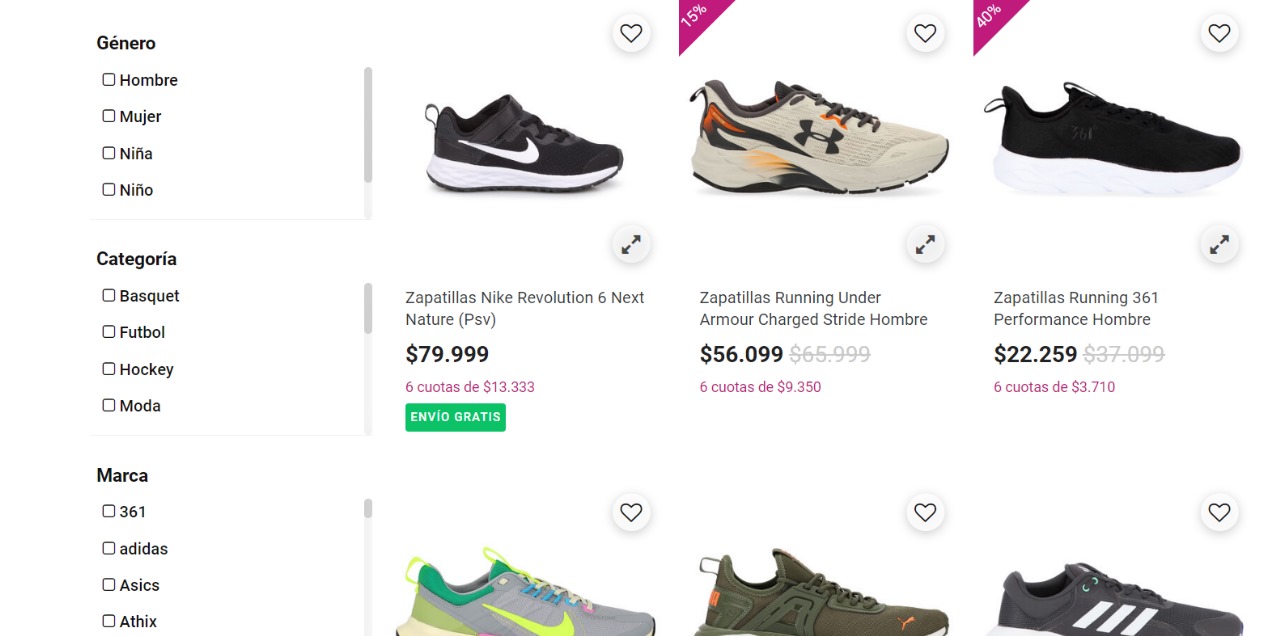 Género
Hombre
Mujer
Niña
Niño
Categoría
Basquet
Futbol
Hockey
Moda
Marca
361
adidas
Asics
Athix
15%
40%
361°
Zapatillas Nike Revolution 6 Next
Nature (Psv)
$79.999
6 cuotas de $13.333
ENVÍO GRATIS
Zapatillas Running Under
Armour Charged Stride Hombre
$56.099 $65.999
6 cuotas de $9.350
Zapatillas Running 361
Performance Hombre
$22.259 $37.099
6 cuotas de $3.710